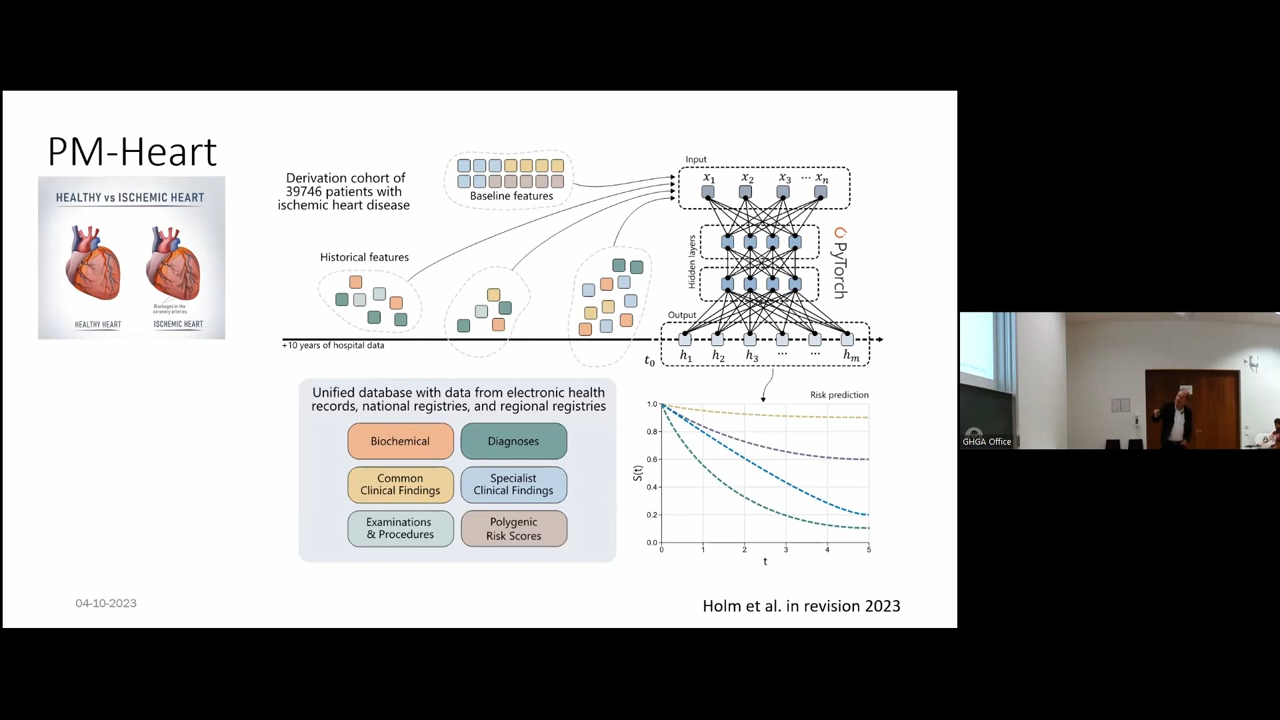 PM-Heart
HEALTHY vs ISCHEMIC HEART
Blockages in the
coronary arteries
HEALTHY HEART
ISCHEMIC HEART
Derivation cohort of
39746 patients with
ischemic heart disease
Baseline features
Historical features
+10 years of hospital data
t₀
Input
x₁ x₂ x₃ ⋯ xₙ
Hidden layers
PyTorch
Output
h₁ h₂ h₃ ⋯ ⋯ hₘ
Unified database with data from electronic health
records, national registries, and regional registries
Biochemical
Diagnoses
Common
Clinical Findings
Specialist
Clinical Findings
Examinations
& Procedures
Polygenic
Risk Scores
Risk prediction
1.0
0.8
0.6
0.4
0.2
0.0
S(t)
0 1 2 3 4 5
t
04-10-2023
Holm et al. in revision 2023
GHGA Office